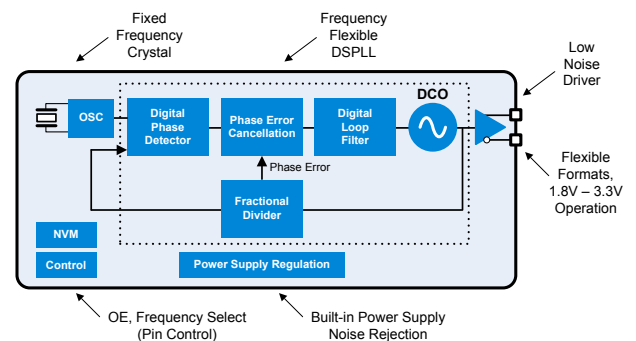 Fixed
Frequency
Crystal
Frequency
Flexible
DSPLL
Low
Noise
Driver
OSC
Digital
Phase
Detector
Phase Error
Cancellation
Digital
Loop
Filter
DCO
Phase Error
Fractional
Divider
Flexible
Formats,
1.8V – 3.3V
Operation
NVM
Control
Power Supply Regulation
OE, Frequency Select
(Pin Control)
Built-in Power Supply
Noise Rejection